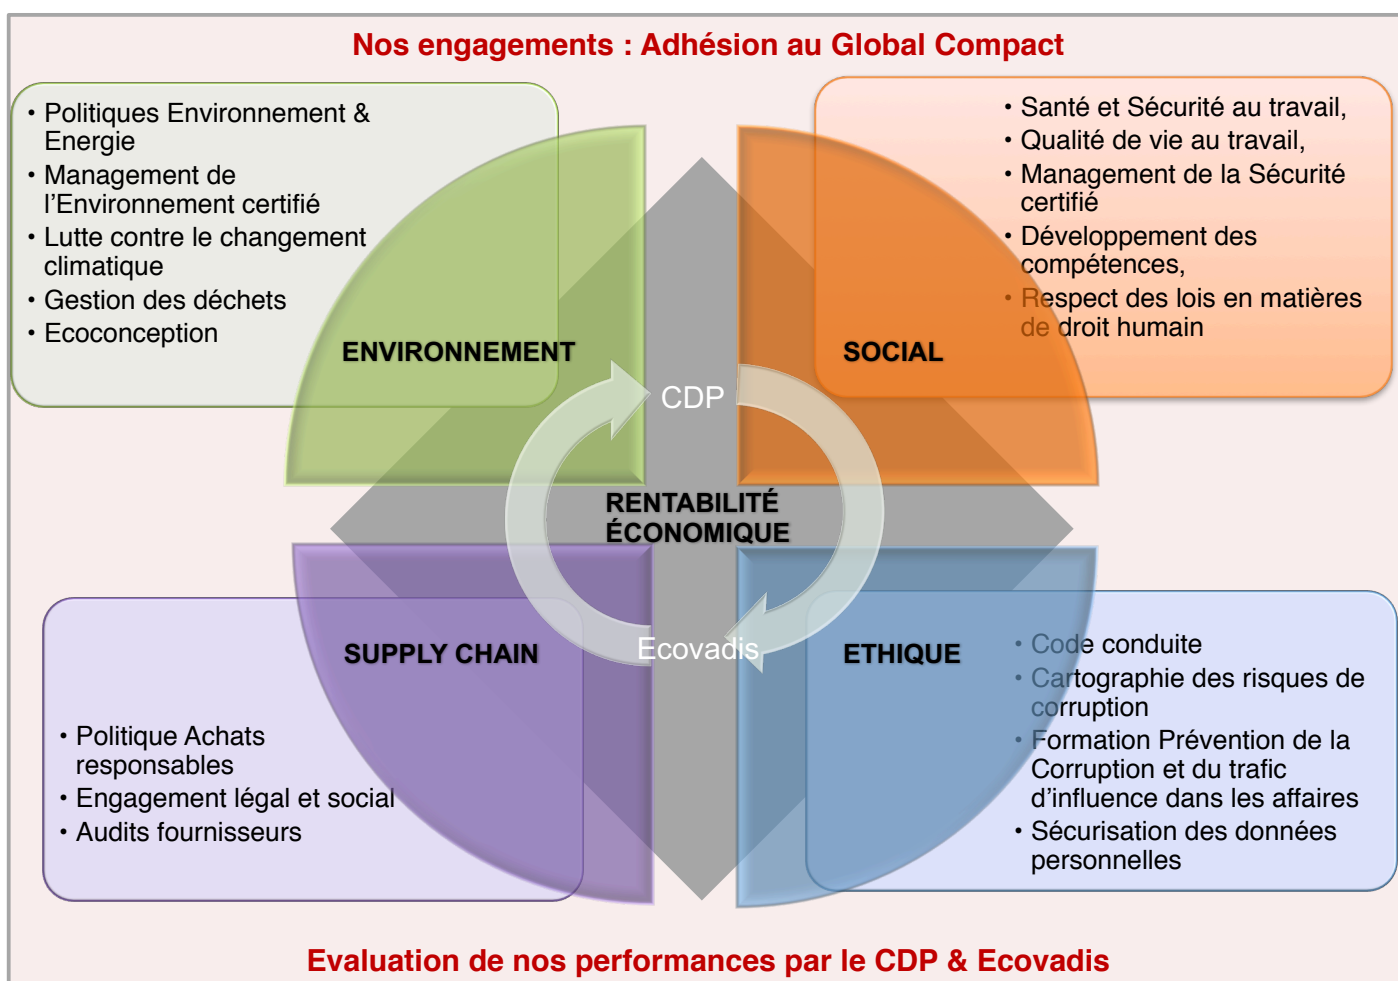 Nos engagements : Adhésion au Global Compact
• Politiques Environnement &
Energie
• Management de
l’Environnement certifié
• Lutte contre le changement
climatique
• Gestion des déchets
• Ecoconception
ENVIRONNEMENT
• Santé et Sécurité au travail,
• Qualité de vie au travail,
• Management de la Sécurité
certifié
• Développement des
compétences,
• Respect des lois en matières
de droit humain
SOCIAL
CDP
RENTABILITÉ
ÉCONOMIQUE
Ecovadis
SUPPLY CHAIN
• Politique Achats
responsables
• Engagement légal et social
• Audits fournisseurs
ETHIQUE
• Code conduite
• Cartographie des risques de
corruption
• Formation Prévention de la
Corruption et du trafic
d’influence dans les affaires
• Sécurisation des données
personnelles
Evaluation de nos performances par le CDP & Ecovadis